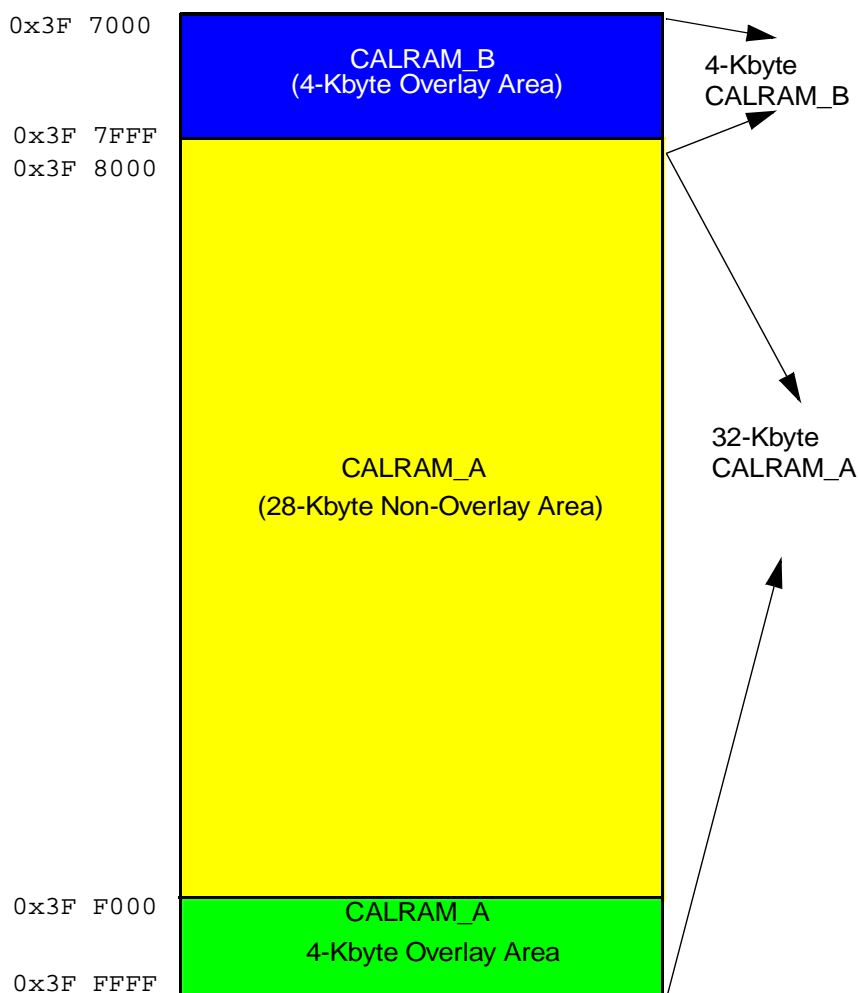 0x3F 7000
CALRAM_B
(4-Kbyte Overlay Area)
4-Kbyte
CALRAM_B
0x3F 7FFF
0x3F 8000
CALRAM_A
(28-Kbyte Non-Overlay Area)
32-Kbyte
CALRAM_A
0x3F F000
CALRAM_A
4-Kbyte Overlay Area
0x3F FFFF